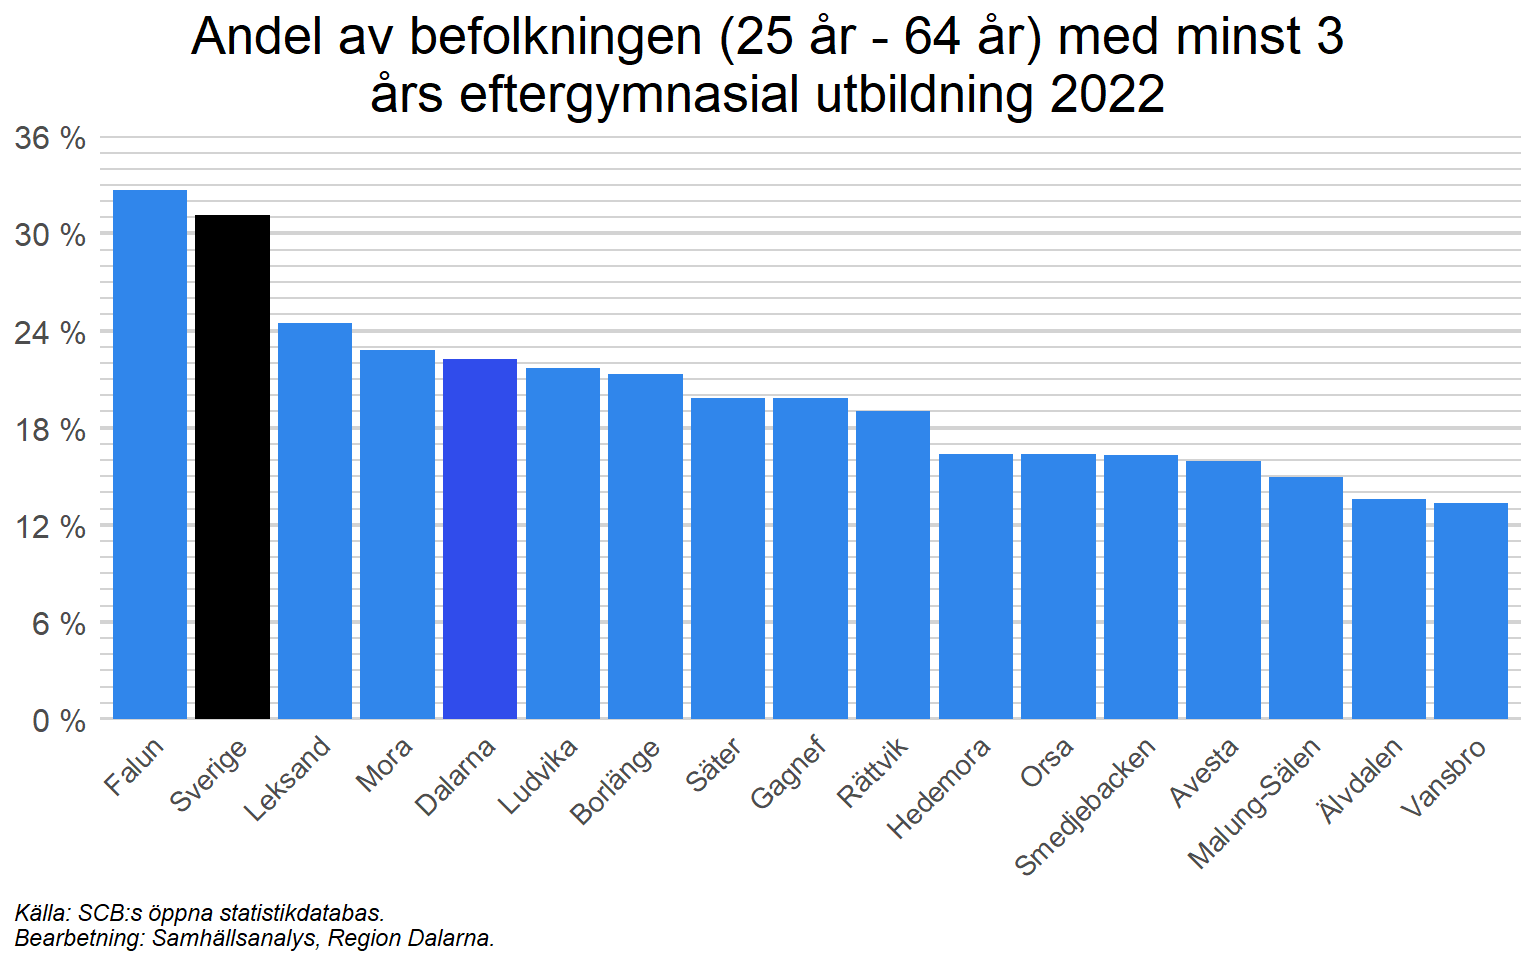 Andel av befolkningen (25 år - 64 år) med minst 3
års eftergymnasial utbildning 2022
36 %
30 %
24 %
18 %
12 %
6 %
0 %
Falun
Sverige
Leksand
Mora
Dalarna
Ludvika
Borlänge
Säter
Gagnef
Rättvik
Hedemora
Orsa
Smedjebacken
Avesta
Malung-Sälen
Älvdalen
Vansbro
Källa: SCB:s öppna statistikdatabas.
Bearbetning: Samhällsanalys, Region Dalarna.